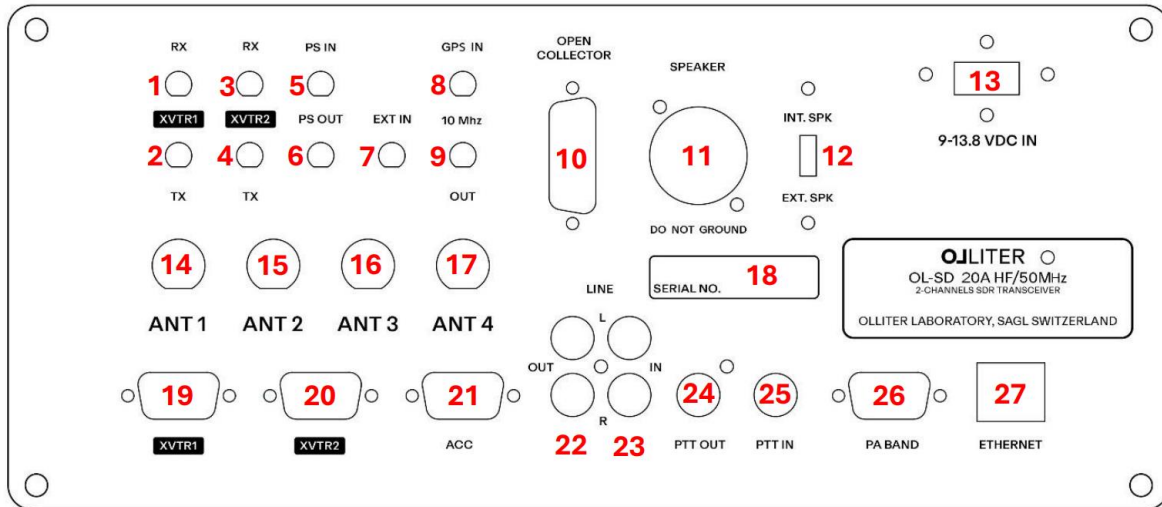 RX RX PS IN GPS IN
1 3 5 8
XVTR1 XVTR2 PS OUT EXT IN 10 Mhz
2 4 6 7 9
TX TX OUT
OPEN
COLLECTOR
10
SPEAKER
11
DO NOT GROUND
INT. SPK
12
EXT. SPK
13
9-13.8 VDC IN
14 15 16 17
ANT 1 ANT 2 ANT 3 ANT 4
SERIAL NO. 18
OLLITER
OL-SD 20A HF/50MHz
2-CHANNELS SDR TRANSCEIVER
OLLITER LABORATORY, SAGL SWITZERLAND
19 20 21
XVTR1 XVTR2 ACC
LINE
L
OUT IN
R
22 23
24 25 26 27
PTT OUT PTT IN PA BAND ETHERNET